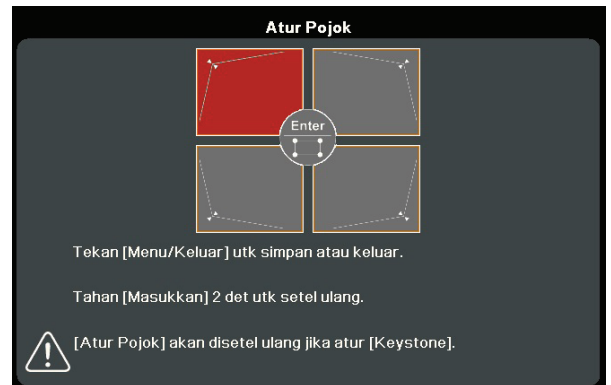 Atur Pojok
Enter
Tekan [Menu/Keluar] utk simpan atau keluar.
Tahan [Masukkan] 2 det utk setel ulang.
[Atur Pojok] akan disetel ulang jika atur [Keystone].